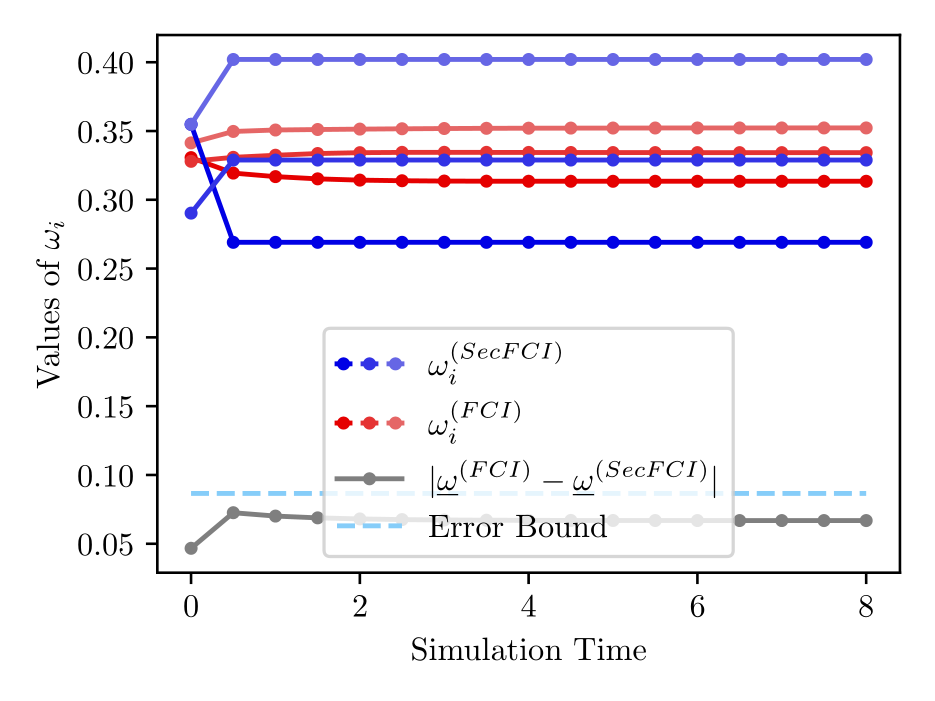 0.40
0.35
0.30
0.25
0.20
0.15
0.10
0.05
Values of ω_i
ω_i^(SecFCI)
ω_i^(FCI)
|ω^(FCI) − ω^(SecFCI)|
Error Bound
0 2 4 6 8
Simulation Time